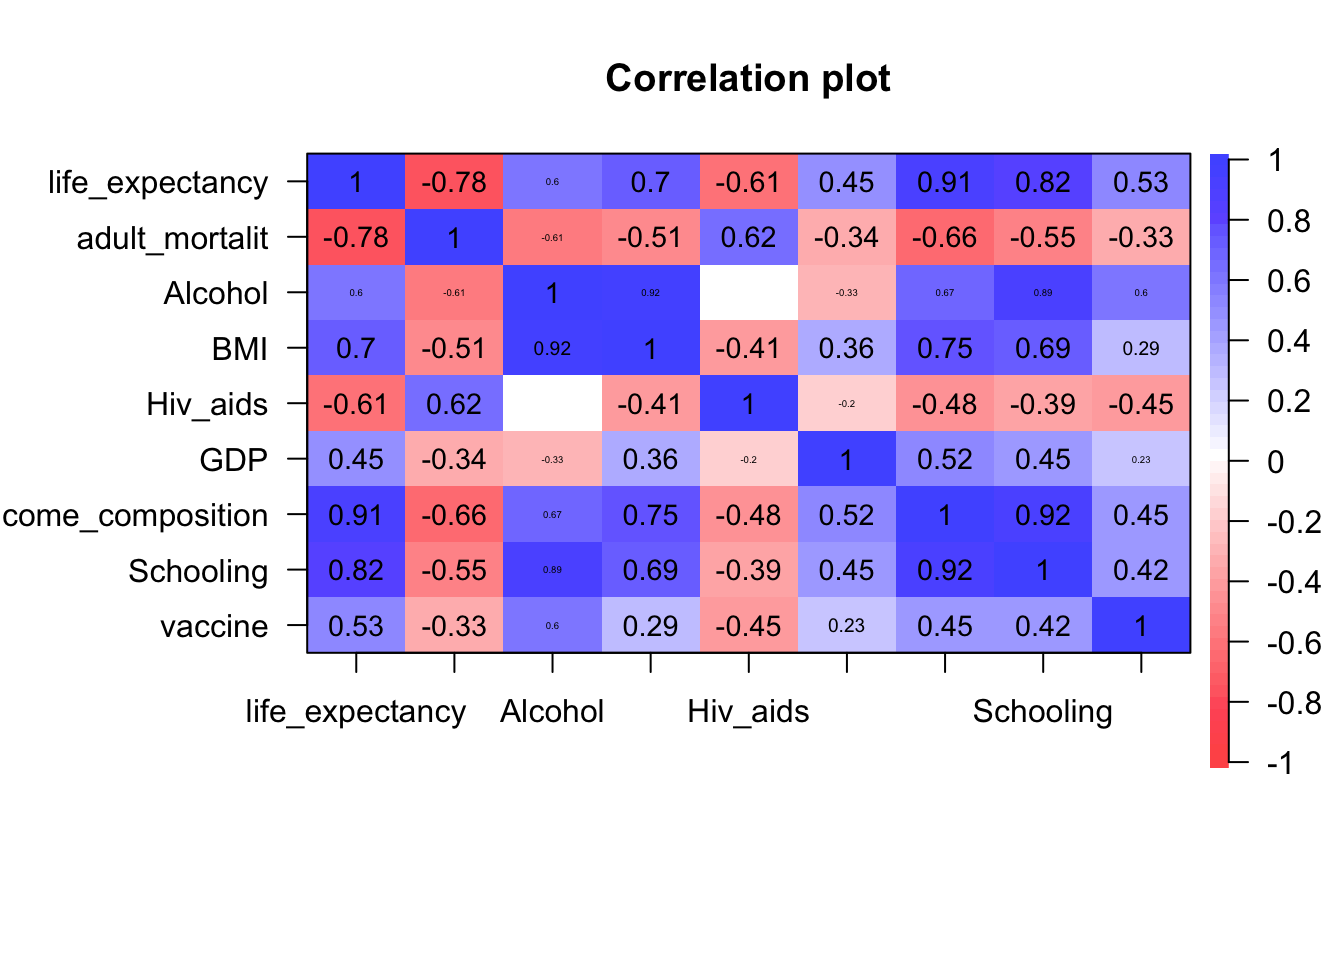 Correlation plot
life_expectancy 1 -0.78 0.6 0.7 -0.61 0.45 0.91 0.82 0.53
adult_mortalit -0.78 1 -0.61 -0.51 0.62 -0.34 -0.66 -0.55 -0.33
Alcohol 0.6 -0.61 1 0.92 -0.33 0.67 0.89 0.6
BMI 0.7 -0.51 0.92 1 -0.41 0.36 0.75 0.69 0.29
Hiv_aids -0.61 0.62 -0.41 1 -0.2 -0.48 -0.39 -0.45
GDP 0.45 -0.34 -0.33 0.36 -0.2 1 0.52 0.45 0.23
come_composition 0.91 -0.66 0.67 0.75 -0.48 0.52 1 0.92 0.45
Schooling 0.82 -0.55 0.89 0.69 -0.39 0.45 0.92 1 0.42
vaccine 0.53 -0.33 0.6 0.29 -0.45 0.23 0.45 0.42 1
life_expectancy Alcohol Hiv_aids Schooling
1
0.8
0.6
0.4
0.2
0
-0.2
-0.4
-0.6
-0.8
-1